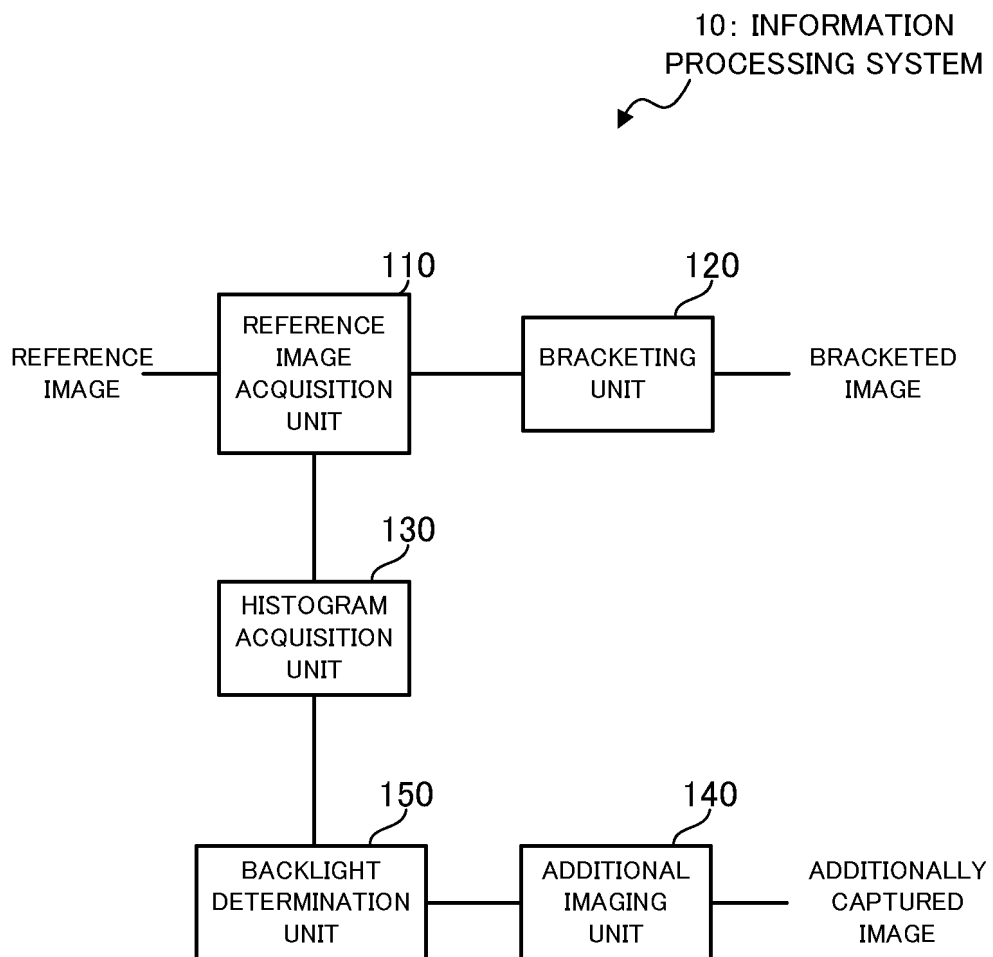 10: INFORMATION
PROCESSING SYSTEM
110
120
REFERENCE
IMAGE
REFERENCE
IMAGE
ACQUISITION
UNIT
BRACKETING
UNIT
BRACKETED
IMAGE
130
HISTOGRAM
ACQUISITION
UNIT
150
140
BACKLIGHT
DETERMINATION
UNIT
ADDITIONAL
IMAGING
UNIT
ADDITIONALLY
CAPTURED
IMAGE